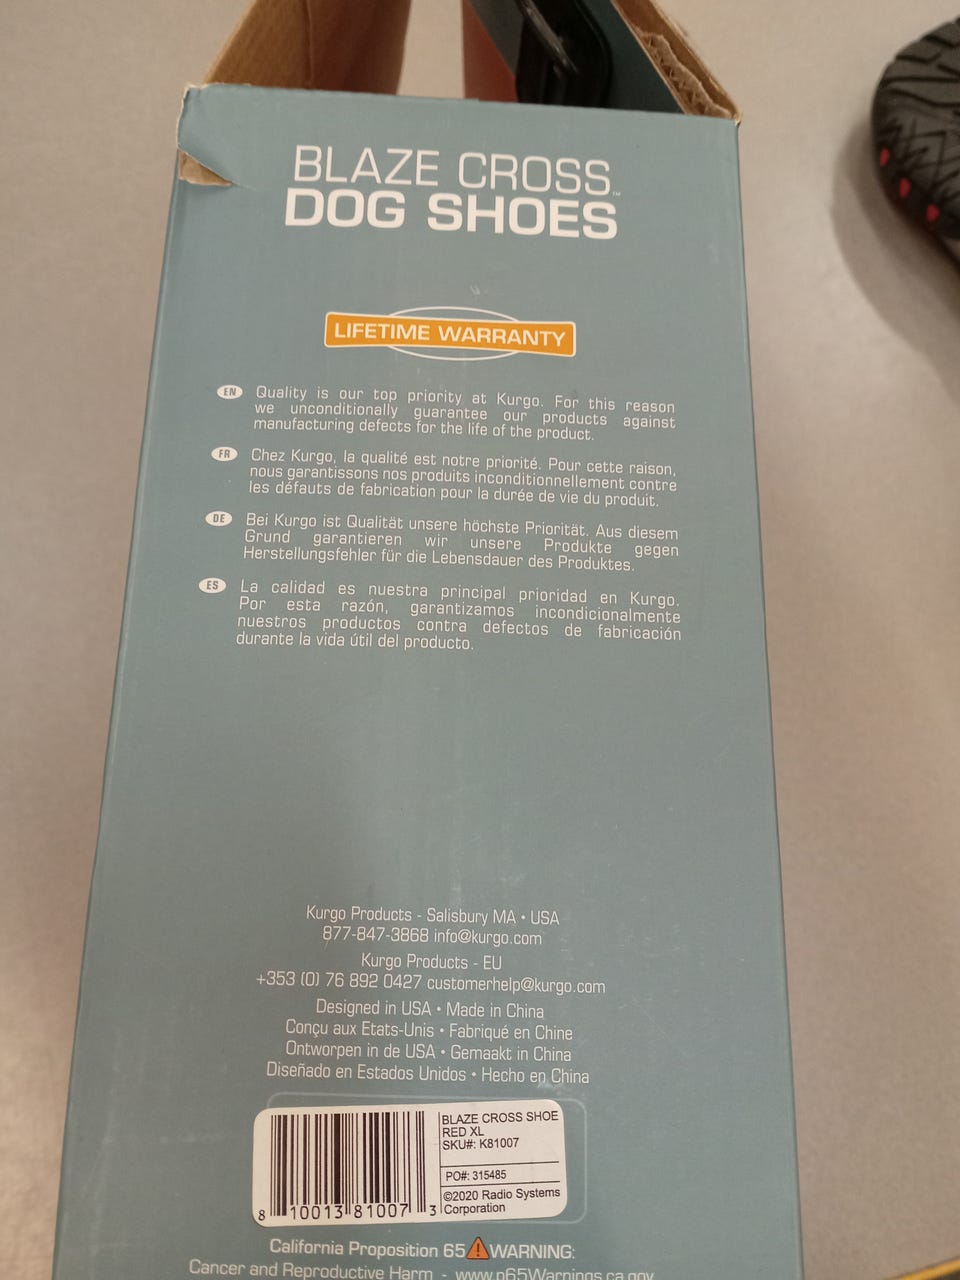 BLAZE CROSS™
DOG SHOES
LIFETIME WARRANTY
EN Quality is our top priority at Kurgo. For this reason
we unconditionally guarantee our products against
manufacturing defects for the life of the product.
FR Chez Kurgo, la qualité est notre priorité. Pour cette raison,
nous garantissons nos produits inconditionnellement contre
les défauts de fabrication pour la durée de vie du produit.
DE Bei Kurgo ist Qualität unsere höchste Priorität. Aus diesem
Grund garantieren wir unsere Produkte gegen
Herstellungsfehler für die Lebensdauer des Produktes.
ES La calidad es nuestra principal prioridad en Kurgo.
Por esta razón, garantizamos incondicionalmente
nuestros productos contra defectos de fabricación
durante la vida útil del producto.
Kurgo Products - Salisbury MA • USA
877-847-3868 info@kurgo.com
Kurgo Products - EU
+353 (0) 76 892 0427 customerhelp@kurgo.com
Designed in USA • Made in China
Conçu aux Etats-Unis • Fabriqué en Chine
Ontworpen in de USA • Gemaakt in China
Diseñado en Estados Unidos • Hecho en China
BLAZE CROSS SHOE
RED XL
SKU#: K81007
PO#: 315485
©2020 Radio Systems
Corporation
8 10013 81007 3
California Proposition 65 WARNING:
Cancer and Reproductive Harm - www.p65Warnings.ca.gov